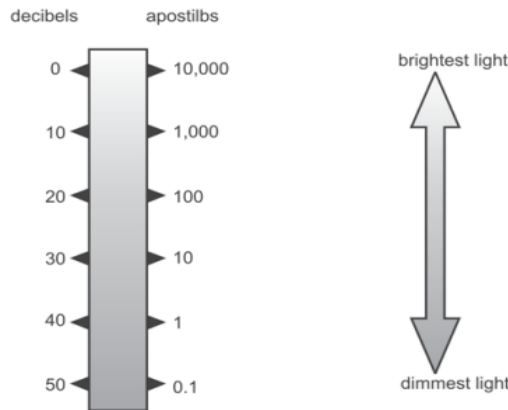 decibels apostilbs
0 10,000
brightest light
10 1,000
20 100
30 10
40 1
50 0.1
dimmest light